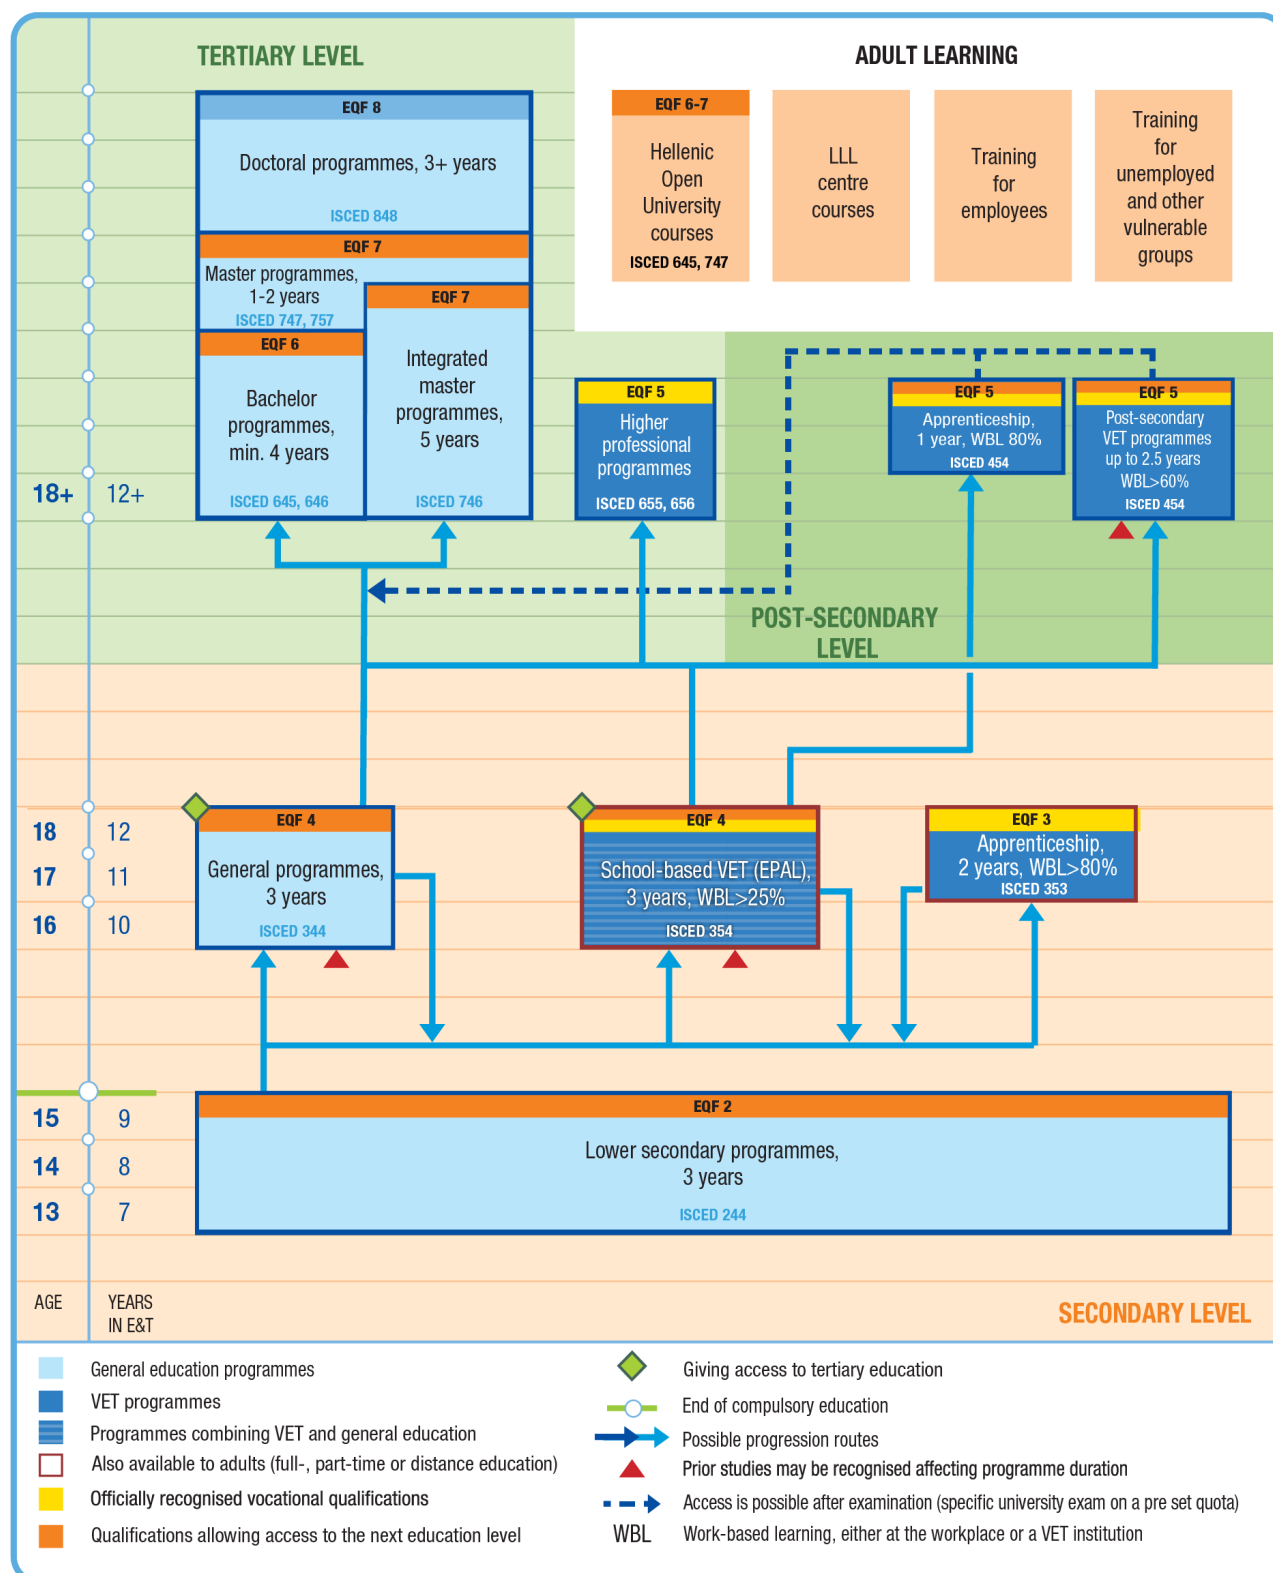 TERTIARY LEVEL
EQF 8
Doctoral programmes, 3+ years
ISCED 848
EQF 7
Master programmes,
1-2 years
ISCED 747, 757
EQF 6
Bachelor
programmes,
min. 4 years
ISCED 645, 646
EQF 7
Integrated
master
programmes,
5 years
ISCED 746
ADULT LEARNING
EQF 6-7
Hellenic
Open
University
courses
ISCED 645, 747
LLL
centre
courses
Training
for
employees
Training
for
unemployed
and other
vulnerable
groups
EQF 5
Higher
professional
programmes
ISCED 655, 656
EQF 5
Apprenticeship,
1 year, WBL 80%
ISCED 454
EQF 5
Post-secondary
VET programmes
up to 2.5 years
WBL>60%
ISCED 454
18+ 12+
POST-SECONDARY
LEVEL
18 12
17 11
16 10
EQF 4
General programmes,
3 years
ISCED 344
EQF 4
School-based VET (EPAL),
3 years, WBL>25%
ISCED 354
EQF 3
Apprenticeship,
2 years, WBL>80%
ISCED 353
15 9
14 8
13 7
EQF 2
Lower secondary programmes,
3 years
ISCED 244
AGE
YEARS
IN E&T
SECONDARY LEVEL
General education programmes
VET programmes
Programmes combining VET and general education
Also available to adults (full-, part-time or distance education)
Officially recognised vocational qualifications
Qualifications allowing access to the next education level
Giving access to tertiary education
End of compulsory education
Possible progression routes
Prior studies may be recognised affecting programme duration
Access is possible after examination (specific university exam on a pre set quota)
WBL Work-based learning, either at the workplace or a VET institution